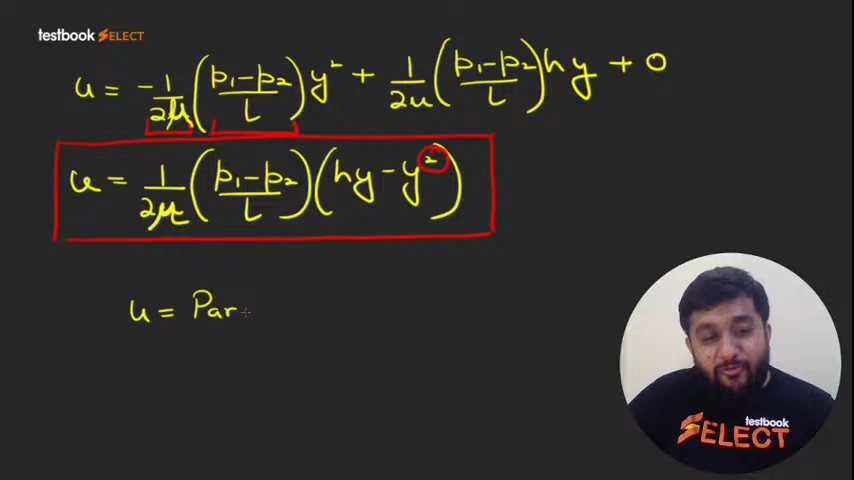 testbook SELECT
u = -1/2μ (p1-p2/L) y² + 1/2μ (p1-p2/L) hy + 0
u = 1/2μ (p1-p2/L) (hy - y²)
u = Par
testbook
SELECT